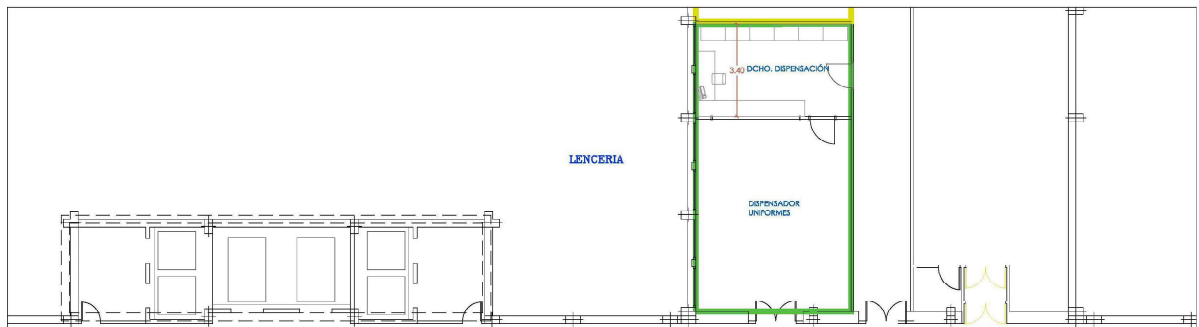 3.40
DCHO. DISPENSACIÓN
LENCERIA
DISPENSADOR
UNIFORMES